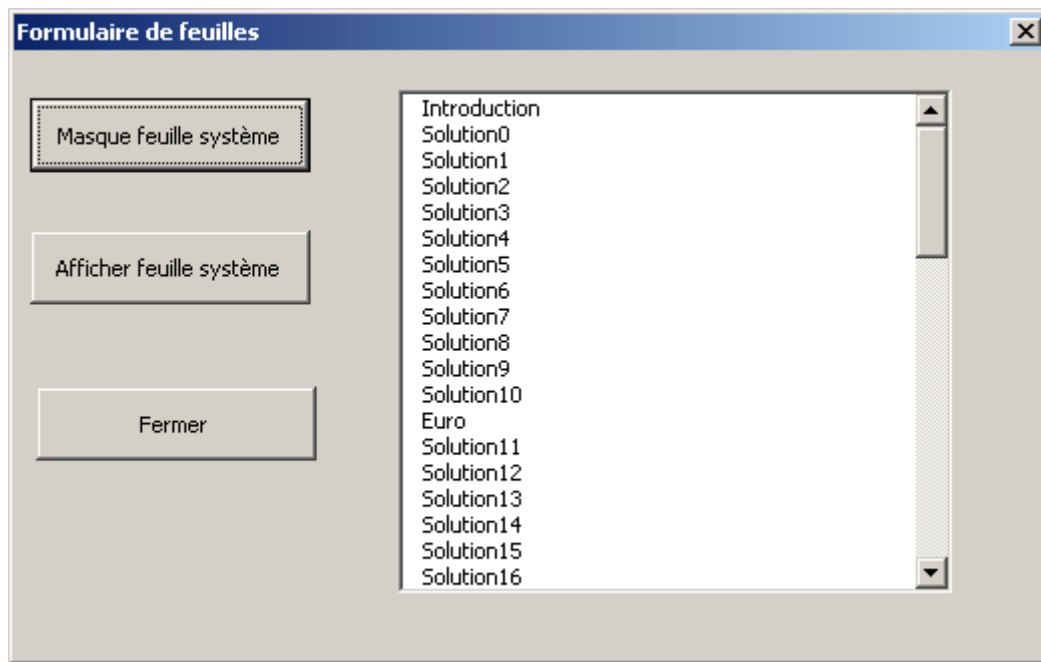 Formulaire de feuilles
Masque feuille système
Afficher feuille système
Fermer
Introduction
Solution0
Solution1
Solution2
Solution3
Solution4
Solution5
Solution6
Solution7
Solution8
Solution9
Solution10
Euro
Solution11
Solution12
Solution13
Solution14
Solution15
Solution16